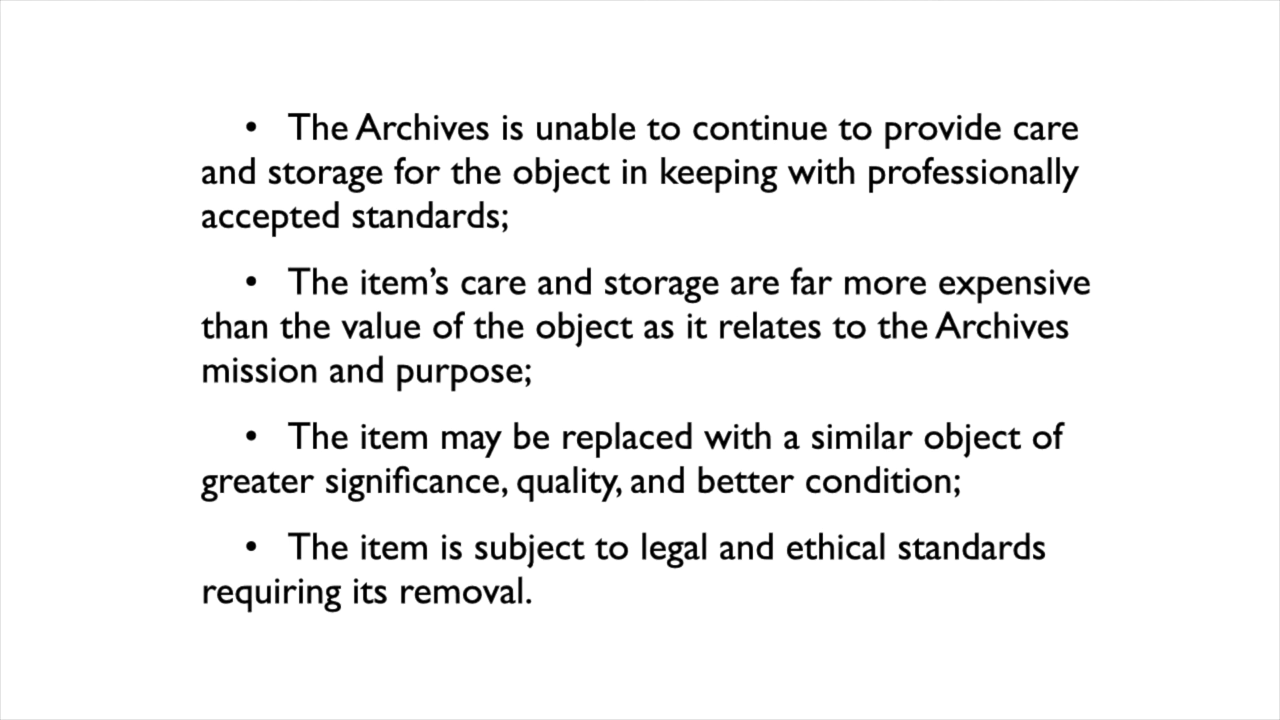 • The Archives is unable to continue to provide care
and storage for the object in keeping with professionally
accepted standards;
• The item’s care and storage are far more expensive
than the value of the object as it relates to the Archives
mission and purpose;
• The item may be replaced with a similar object of
greater significance, quality, and better condition;
• The item is subject to legal and ethical standards
requiring its removal.